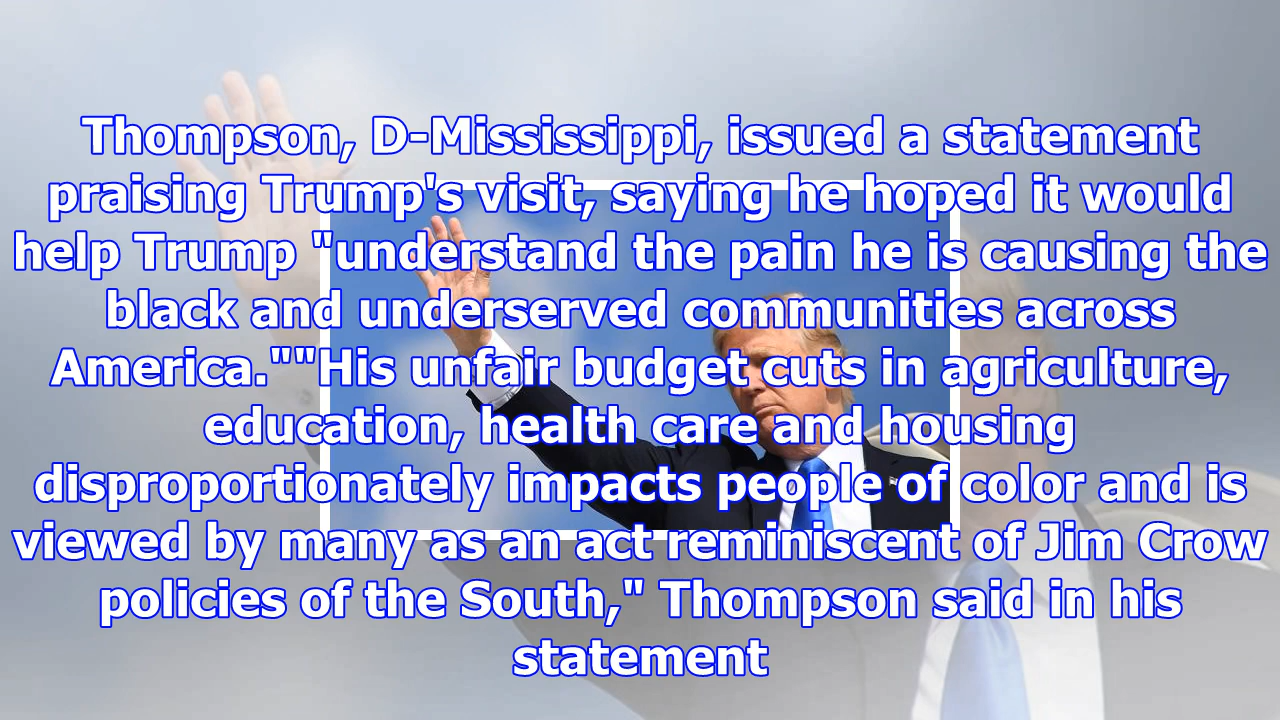 Thompson, D-Mississippi, issued a statement
praising Trump's visit, saying he hoped it would
help Trump "understand the pain he is causing the
black and underserved communities across
America.""His unfair budget cuts in agriculture,
education, health care and housing
disproportionately impacts people of color and is
viewed by many as an act reminiscent of Jim Crow
policies of the South," Thompson said in his
statement